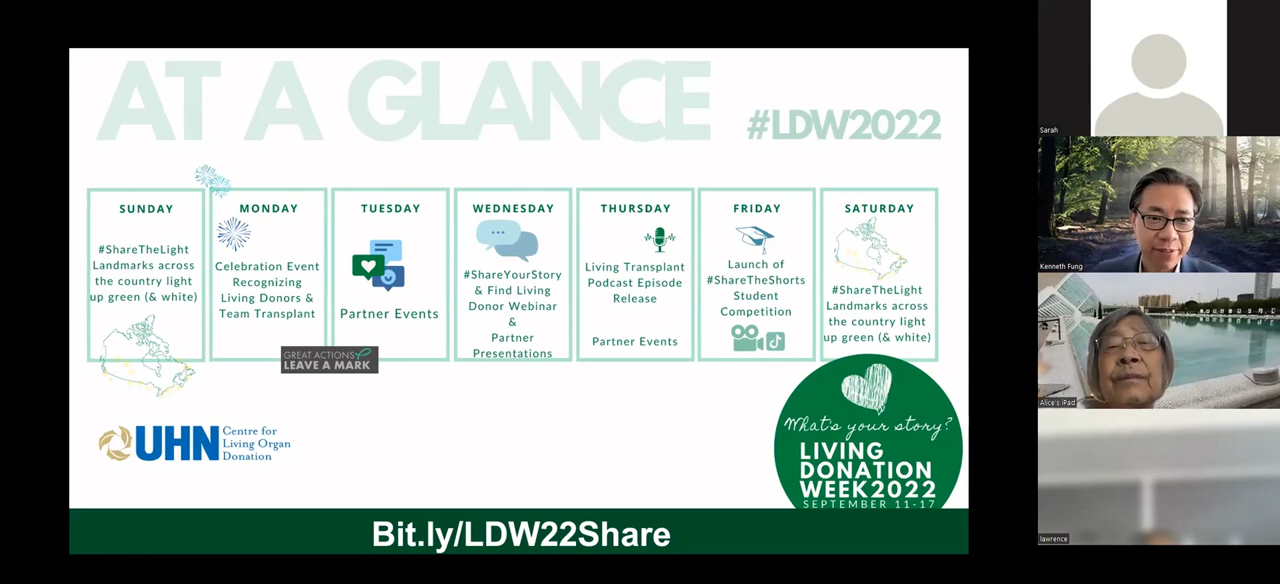 AT A GLANCE
#LDW2022
SUNDAY
#ShareTheLight
Landmarks across
the country light
up green (& white)
MONDAY
Celebration Event
Recognizing
Living Donors &
Team Transplant
GREAT ACTIONS
LEAVE A MARK
TUESDAY
Partner Events
WEDNESDAY
#ShareYourStory
& Find Living
Donor Webinar
&
Partner
Presentations
THURSDAY
Living Transplant
Podcast Episode
Release
Partner Events
FRIDAY
Launch of
#ShareTheShorts
Student
Competition
SATURDAY
#ShareTheLight
Landmarks across
the country light
up green (& white)
UHN
Centre for
Living Organ
Donation
What's your story?
LIVING
DONATION
WEEK2022
SEPTEMBER 11-17
Bit.ly/LDW22Share
Sarah
Kenneth Fung
Alice's iPad
lawrence